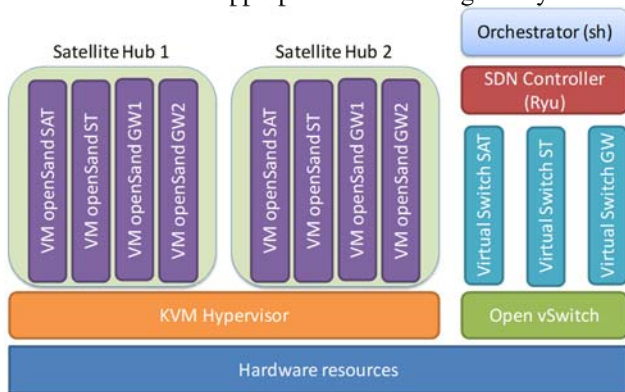 Satellite Hub 1
Satellite Hub 2
Orchestrator (sh)
SDN Controller
(Ryu)
VM openSand SAT
VM openSand ST
VM openSand GW1
VM openSand GW2
VM openSand SAT
VM openSand ST
VM openSand GW1
VM openSand GW2
Virtual Switch SAT
Virtual Switch ST
Virtual Switch GW
KVM Hypervisor
Open vSwitch
Hardware resources